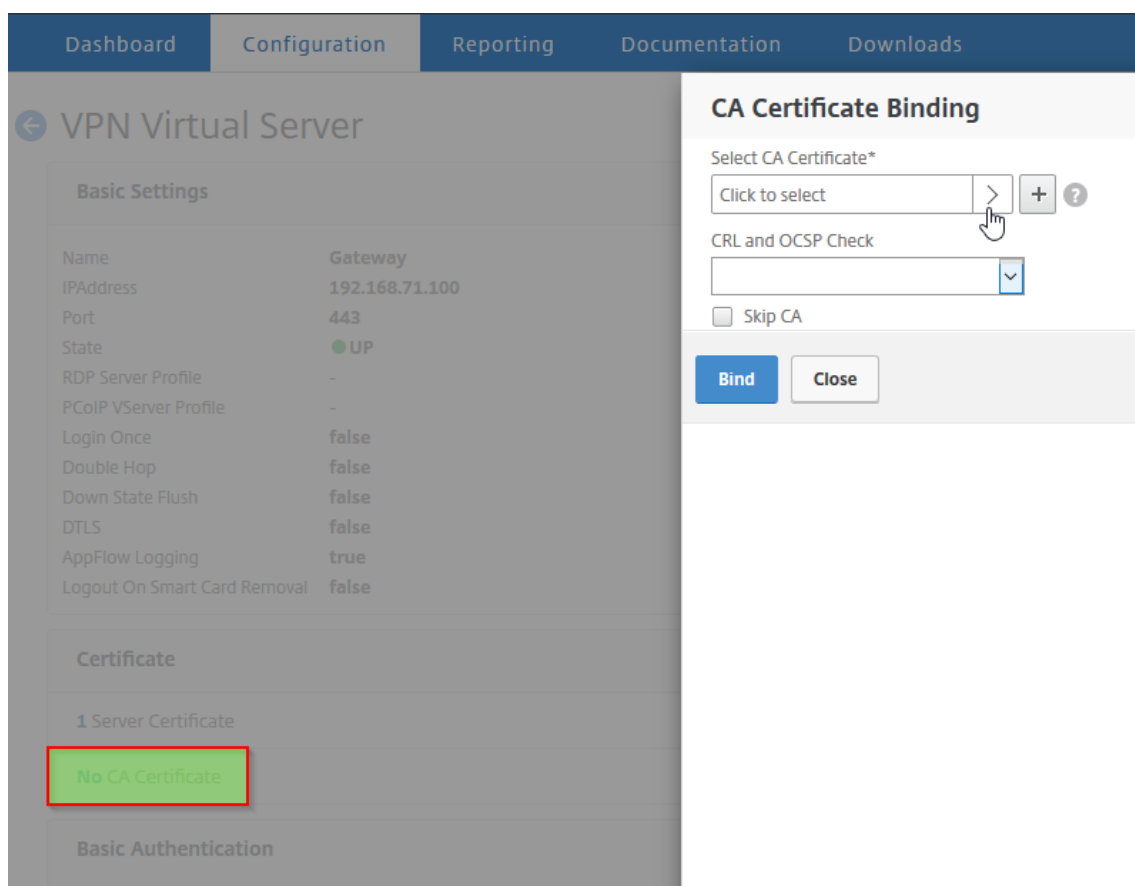 Dashboard Configuration Reporting Documentation Downloads
VPN Virtual Server
Basic Settings
Name Gateway
IPAddress 192.168.71.100
Port 443
State UP
RDP Server Profile -
PCoIP VServer Profile -
Login Once false
Double Hop false
Down State Flush false
DTLS false
AppFlow Logging true
Logout On Smart Card Removal false
Certificate
1 Server Certificate
No CA Certificate
Basic Authentication
CA Certificate Binding
Select CA Certificate*
Click to select
+ ?
CRL and OCSP Check
Skip CA
Bind Close